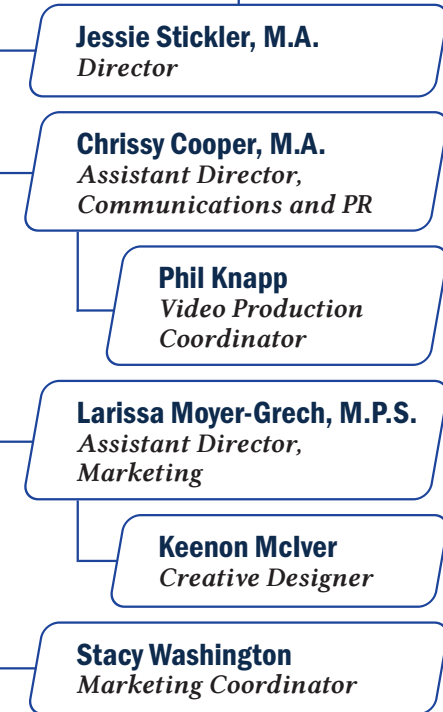 Jessie Stickler, M.A.
Director
Chrissy Cooper, M.A.
Assistant Director,
Communications and PR
Phil Knapp
Video Production
Coordinator
Larissa Moyer-Grech, M.P.S.
Assistant Director,
Marketing
Keenon McIver
Creative Designer
Stacy Washington
Marketing Coordinator